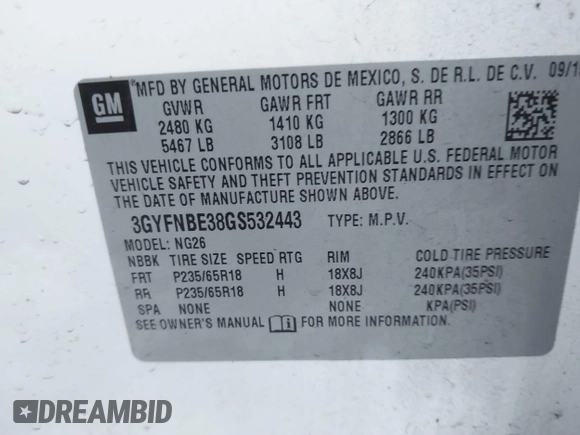 GM
MFD BY GENERAL MOTORS DE MEXICO, S. DE R.L. DE C.V. 09/1
GVWR GAWR FRT GAWR RR
2480 KG 1410 KG 1300 KG
5467 LB 3108 LB 2866 LB
THIS VEHICLE CONFORMS TO ALL APPLICABLE U.S. FEDERAL MOTOR
VEHICLE SAFETY AND THEFT PREVENTION STANDARDS IN EFFECT ON
THE DATE OF MANUFACTURE SHOWN ABOVE.
3GYFNBE38GS532443 TYPE: M.P.V.
MODEL: NG26
NBBK TIRE SIZE SPEED RTG RIM COLD TIRE PRESSURE
FRT P235/65R18 H 18X8J 240KPA(35PSI)
RR P235/65R18 H 18X8J 240KPA(35PSI)
SPA NONE NONE KPA(PSI)
SEE OWNER'S MANUAL FOR MORE INFORMATION.
DREAMBID